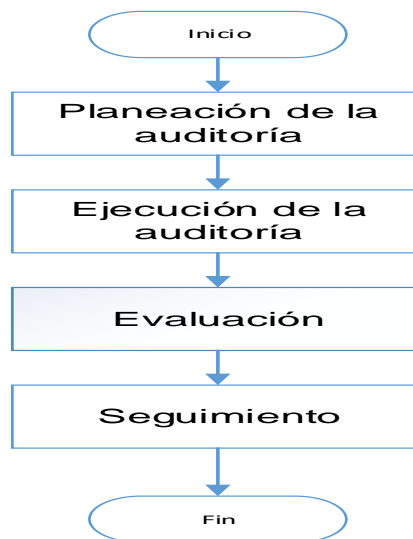 Inicio
Planeación de la
auditoría
Ejecución de la
auditoría
Evaluación
Seguimiento
Fin